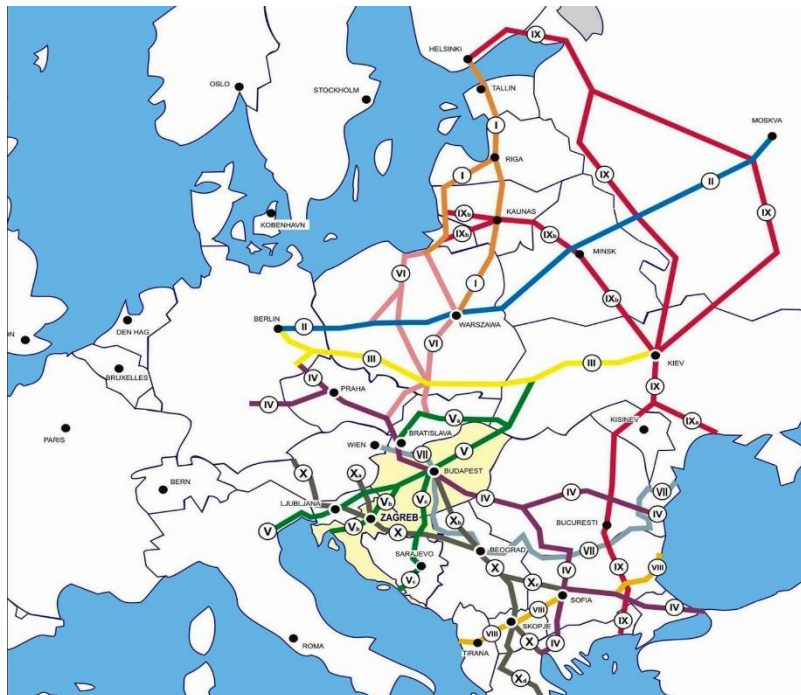 IX
HELSINKI
OSLO
TALLIN
STOCKHOLM
I
MOSKVA
RIGA
I
IX
II
KOBENHAVN
IXb
KAUNAS
IX
IXb
IXb
MINSK
VI
I
IXb
BERLIN
II
WARSZAWA
DEN HAG
ON
VI
III
III
KIEV
BRUXELLES
IV
PRAHA
IX
IV
Va
KISINEV
IXa
PARIS
BRATISLAVA
WIEN
VII
V
X
Xa
BUDAPEST
BERN
VII
LJUBLJANA
Vb
Vc
IV
IV
IV
V
Vb
ZAGREB
X
Xb
BUCURESTI
SARAJEVO
BEOGRAD
VII
Vc
X
Xc
IV
IX
VIII
SOFIA
VIII
IV
SKOPJE
VIII
IX
ROMA
TIRANA
X
IV
Xd